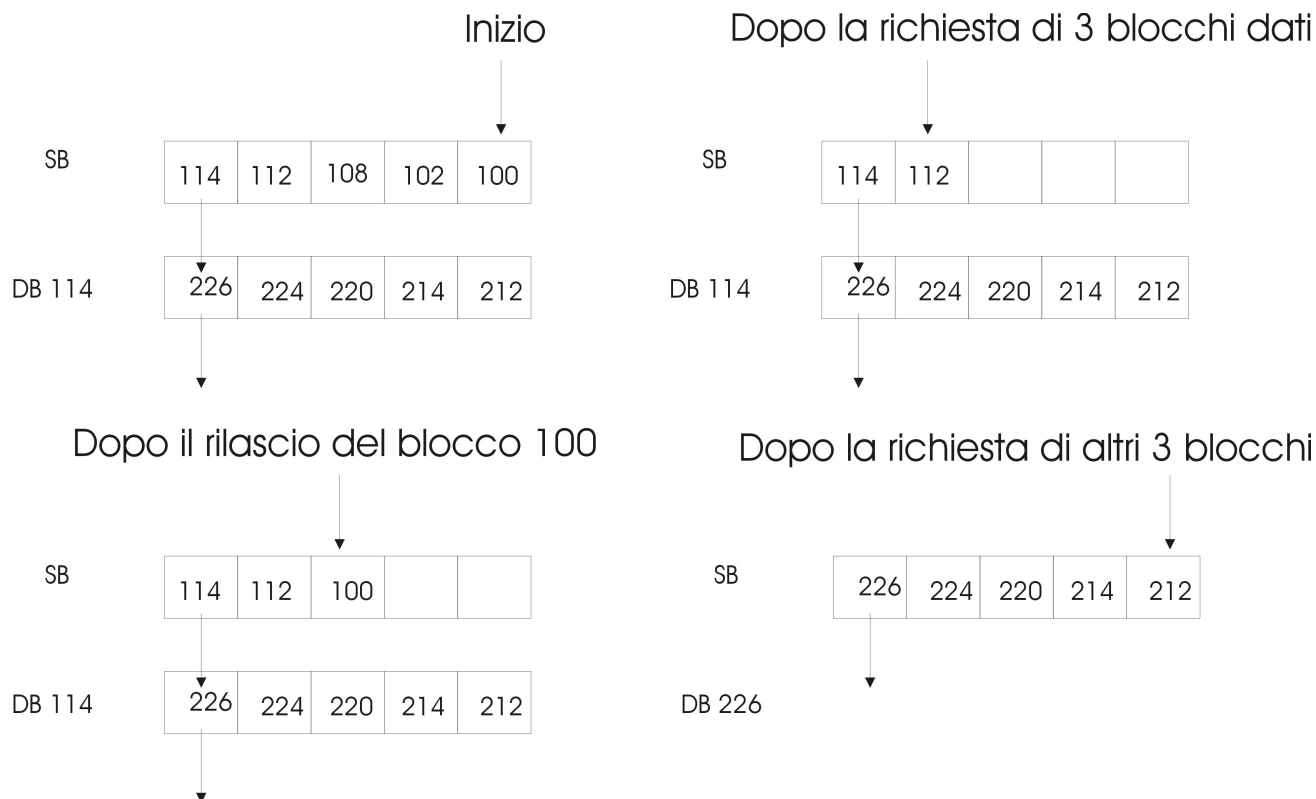 Inizio
SB
114 112 108 102 100
DB 114
226 224 220 214 212
Dopo la richiesta di 3 blocchi dati
SB
114 112
DB 114
226 224 220 214 212
Dopo il rilascio del blocco 100
SB
114 112 100
DB 114
226 224 220 214 212
Dopo la richiesta di altri 3 blocchi
SB
226 224 220 214 212
DB 226